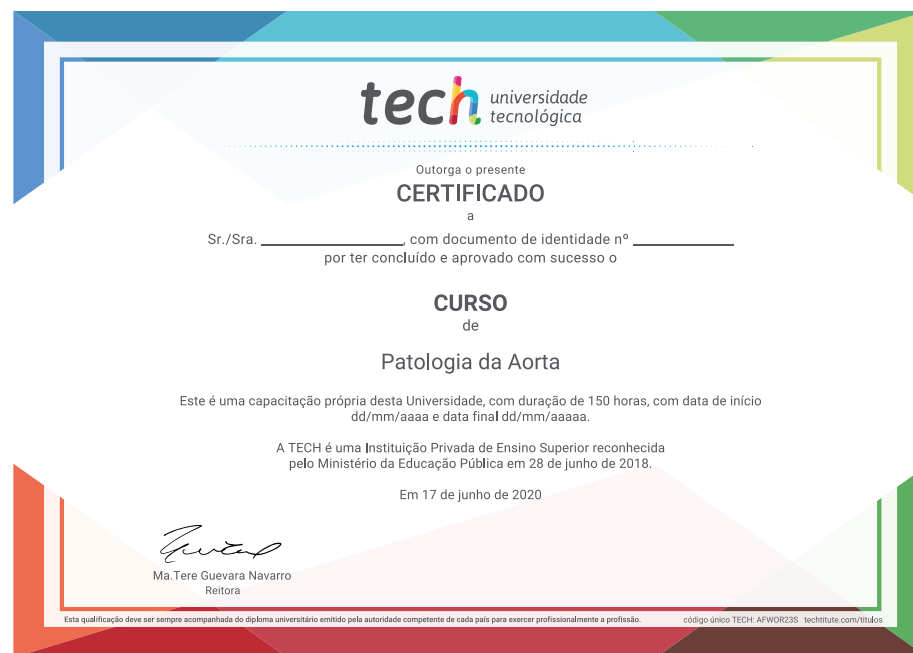 tech universidade
tecnológica
Outorga o presente
CERTIFICADO
a
Sr./Sra. ________________, com documento de identidade nº ____________
por ter concluído e aprovado com sucesso o
CURSO
de
Patologia da Aorta
Este é uma capacitação própria desta Universidade, com duração de 150 horas, com data de início
dd/mm/aaaa e data final dd/mm/aaaaa.
A TECH é uma Instituição Privada de Ensino Superior reconhecida
pelo Ministério da Educação Pública em 28 de junho de 2018.
Em 17 de junho de 2020
Ma.Tere Guevara Navarro
Reitora
Esta qualificação deve ser sempre acompanhada do diploma universitário emitido pela autoridade competente de cada país para exercer profissionalmente a profissão. código único TECH: AFWOR23S techtitute.com/titulos